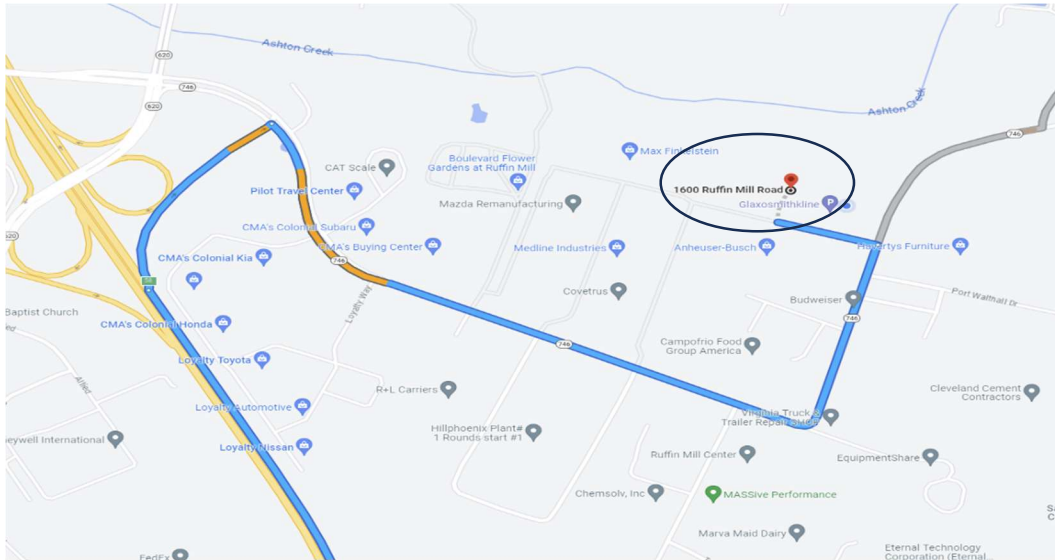 Ashton Creek
620
746
620
Ashton Creek
746
Max Finkelstein
Boulevard Flower
Gardens at Ruffin Mill
CAT Scale
Pilot Travel Center
1600 Ruffin Mill Road
Glaxosmithkline
P
Mazda Remanufacturing
CMA's Colonial Subaru
620
CMA's Buying Center
Medline Industries
Anheuser-Busch
Furniture
CMA's Colonial Kia
746
58
Covetrus
Budweiser
Port Walthall Dr
Loyalty Way
Baptist Church
CMA's Colonial Honda
746
746
Campofrio Food
Group America
Loyalty Toyota
Allied
R+L Carriers
Cleveland Cement
Contractors
Loyalty Automotive
Virginia Truck &
Trailer Repair
Hillphoenix Plant#
1 Rounds start #1
eywell International
Loyalty Nissan
Ruffin Mill Center
EquipmentShare
Chemsolv, Inc
MASSive Performance
Marva Maid Dairy
FedEx
Eternal Technology
Corporation (Eternal...